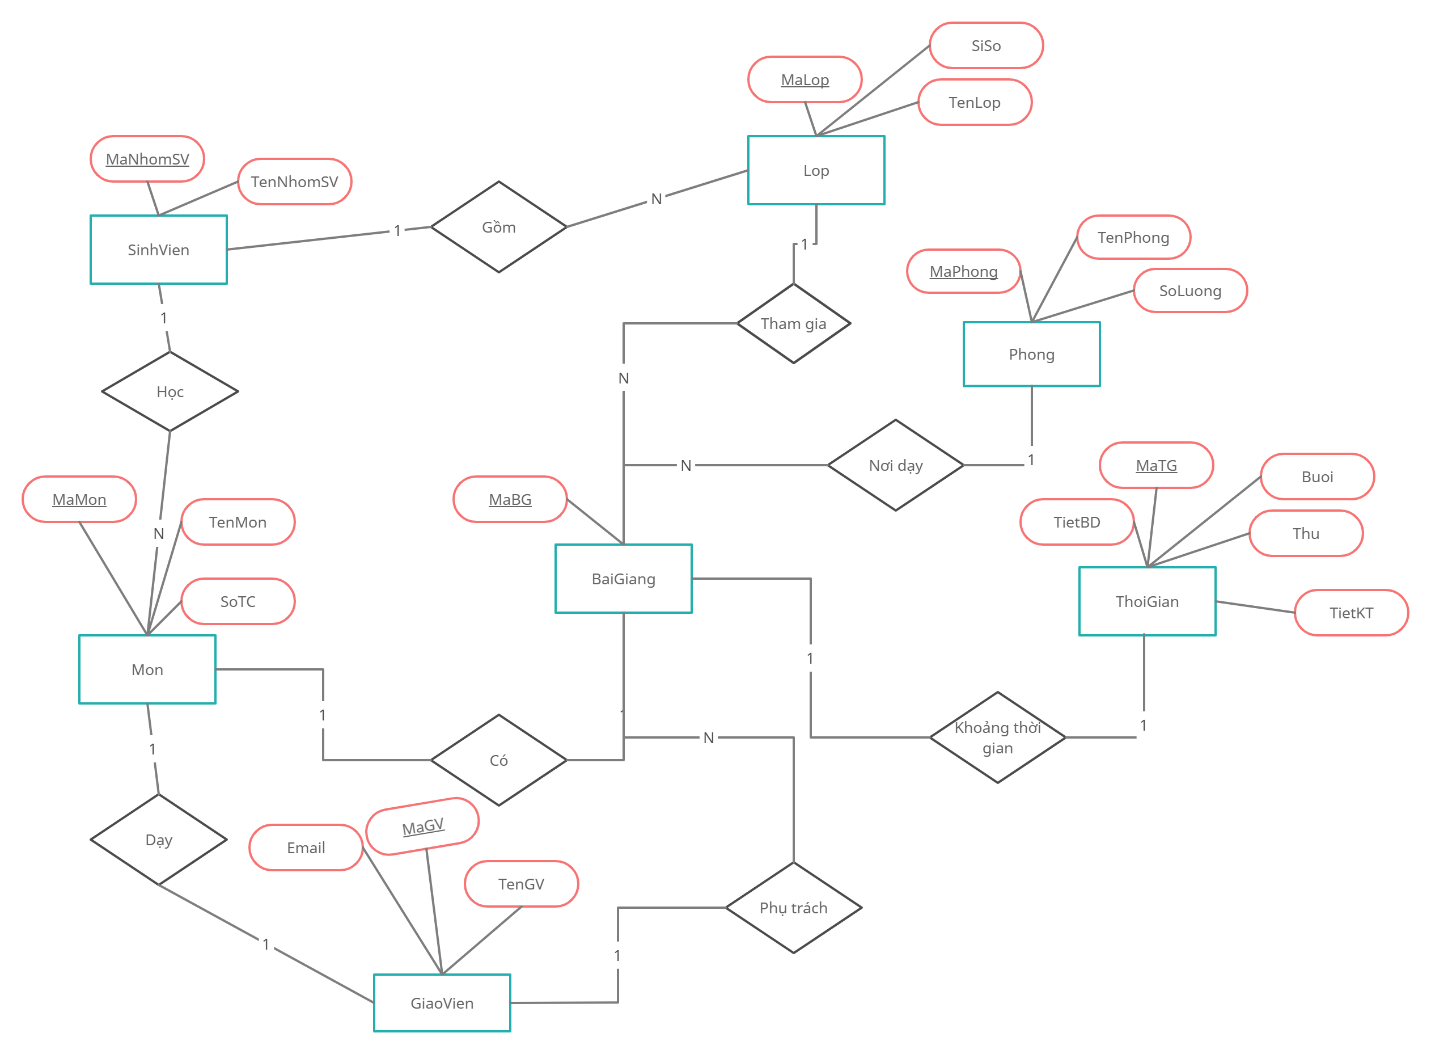 SiSo
MaLop
TenLop
MaNhomSV
TenNhomSV
Lop
N
Gồm
1
SinhVien
TenPhong
1
MaPhong
SoLuong
1
Tham gia
Phong
N
Học
1
N
Nơi dạy
MaTG
Buoi
MaMon
MaBG
TenMon
TietBD
Thu
N
BaiGiang
SoTC
ThoiGian
TietKT
1
Mon
1
1
1
N
Khoảng thời
gian
1
Có
Dạy
Email
MaGV
TenGV
Phụ trách
1
1
GiaoVien